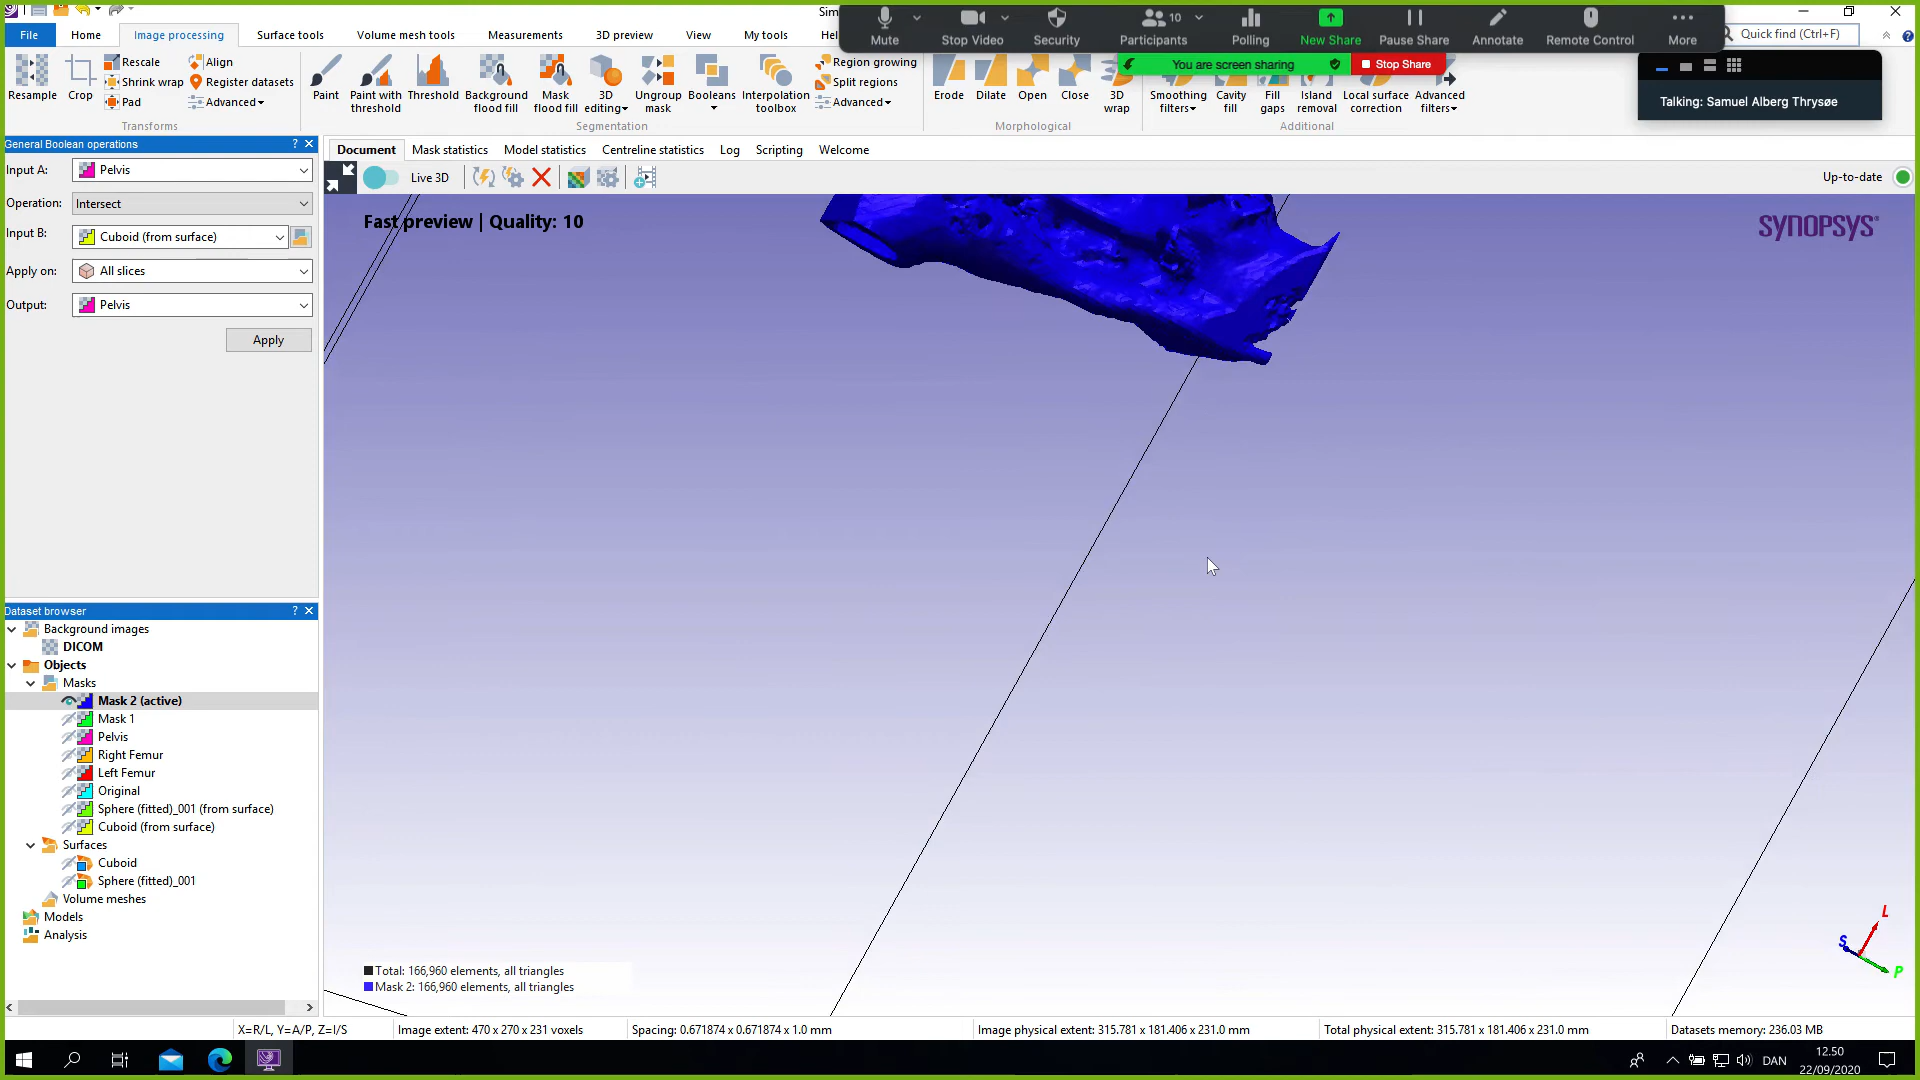 Sim
File
Home
Image processing
Surface tools
Volume mesh tools
Measurements
3D preview
View
My tools
Hel
Mute
Stop Video
Security
10
Participants
Polling
New Share
Pause Share
Annotate
Remote Control
More
Quick find (Ctrl+F)
You are screen sharing
Stop Share
Talking: Samuel Alberg Thrysøe
Resample
Crop
Rescale
Shrink wrap
Pad
Align
Register datasets
Advanced
Transforms
Paint
Paint with threshold
Threshold
Background flood fill
Mask flood fill
3D editing
Ungroup mask
Booleans
Interpolation toolbox
Region growing
Split regions
Advanced
Segmentation
Erode
Dilate
Open
Close
3D wrap
Morphological
Smoothing filters
Cavity fill
Fill gaps
Island removal
Local surface correction
Advanced filters
Additional
General Boolean operations
Input A:
Pelvis
Operation:
Intersect
Input B:
Cuboid (from surface)
Apply on:
All slices
Output:
Pelvis
Apply
Document
Mask statistics
Model statistics
Centreline statistics
Log
Scripting
Welcome
Live 3D
Up-to-date
Fast preview | Quality: 10
SYNOPSYS
Dataset browser
Background images
DICOM
Objects
Masks
Mask 2 (active)
Mask 1
Pelvis
Right Femur
Left Femur
Original
Sphere (fitted)_001 (from surface)
Cuboid (from surface)
Surfaces
Cuboid
Sphere (fitted)_001
Volume meshes
Models
Analysis
Total: 166,960 elements, all triangles
Mask 2: 166,960 elements, all triangles
L
S
P
X=R/L, Y=A/P, Z=I/S
Image extent: 470 x 270 x 231 voxels
Spacing: 0.671874 x 0.671874 x 1.0 mm
Image physical extent: 315.781 x 181.406 x 231.0 mm
Total physical extent: 315.781 x 181.406 x 231.0 mm
Datasets memory: 236.03 MB
DAN
12.50
22/09/2020